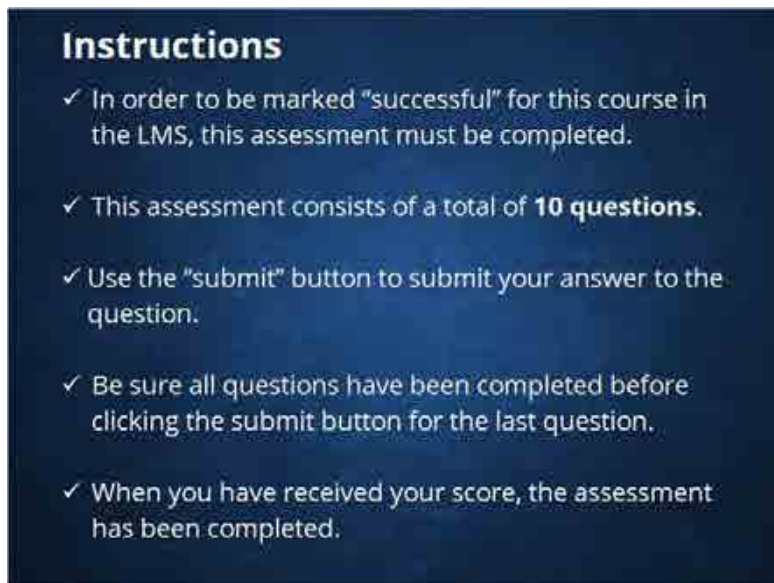 Instructions
✓ In order to be marked “successful” for this course in
the LMS, this assessment must be completed.
✓ This assessment consists of a total of 10 questions.
✓ Use the “submit” button to submit your answer to the
question.
✓ Be sure all questions have been completed before
clicking the submit button for the last question.
✓ When you have received your score, the assessment
has been completed.